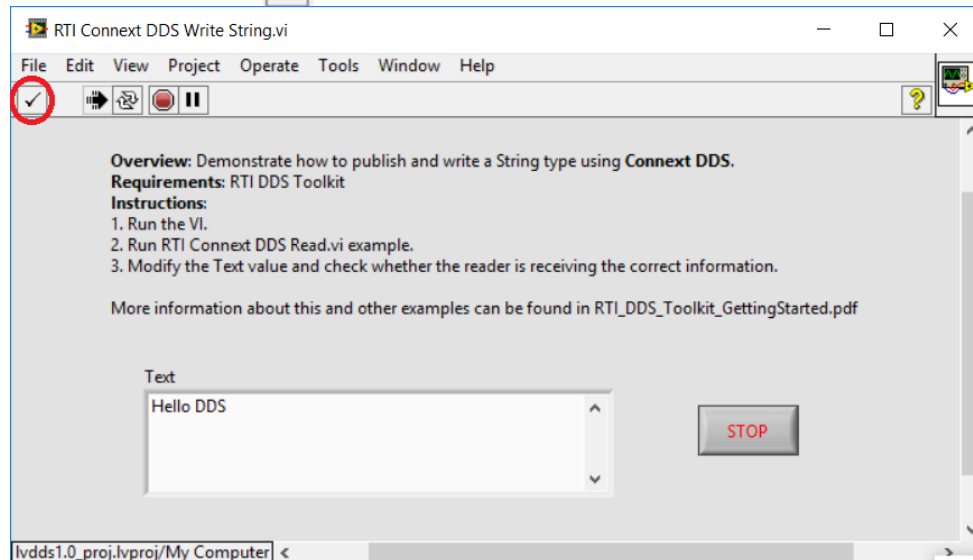 RTI Connext DDS Write String.vi
File Edit View Project Operate Tools Window Help
?
Overview: Demonstrate how to publish and write a String type using Connext DDS.
Requirements: RTI DDS Toolkit
Instructions:
1. Run the VI.
2. Run RTI Connext DDS Read.vi example.
3. Modify the Text value and check whether the reader is receiving the correct information.
More information about this and other examples can be found in RTI_DDS_Toolkit_GettingStarted.pdf
Text
Hello DDS
STOP
lvdds1.0_proj.lvproj/My Computer